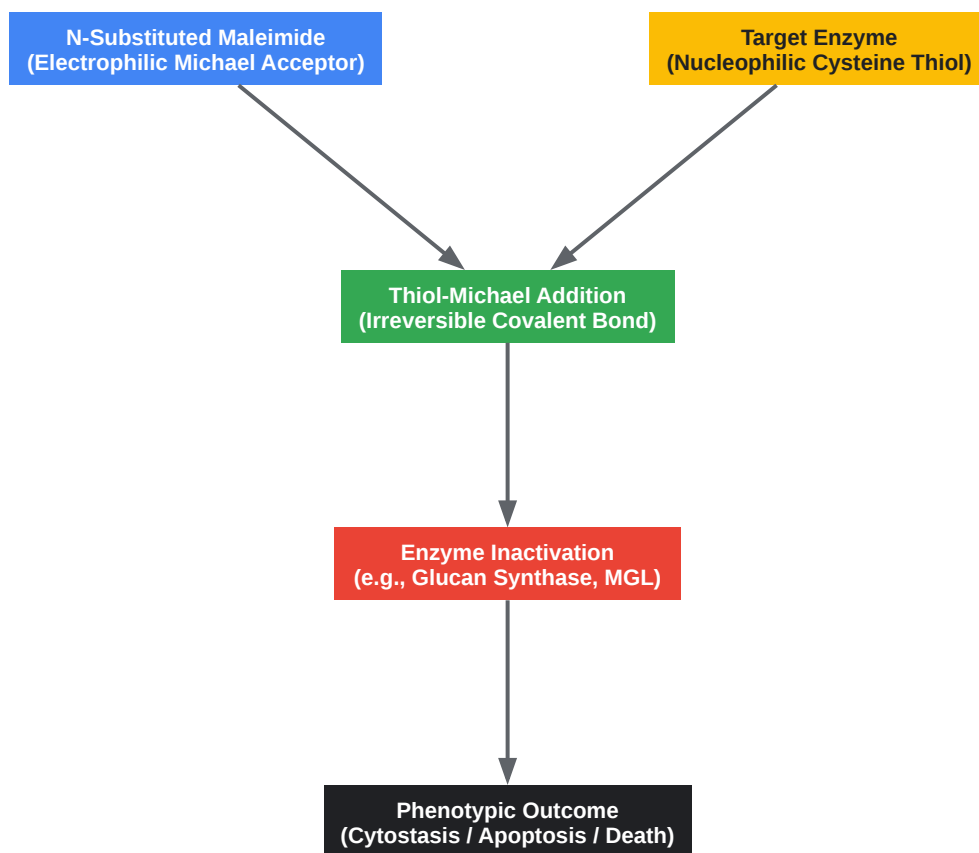 N-Substituted Maleimide
(Electrophilic Michael Acceptor)
Target Enzyme
(Nucleophilic Cysteine Thiol)
Thiol-Michael Addition
(Irreversible Covalent Bond)
Enzyme Inactivation
(e.g., Glucan Synthase, MGL)
Phenotypic Outcome
(Cytostasis / Apoptosis / Death)